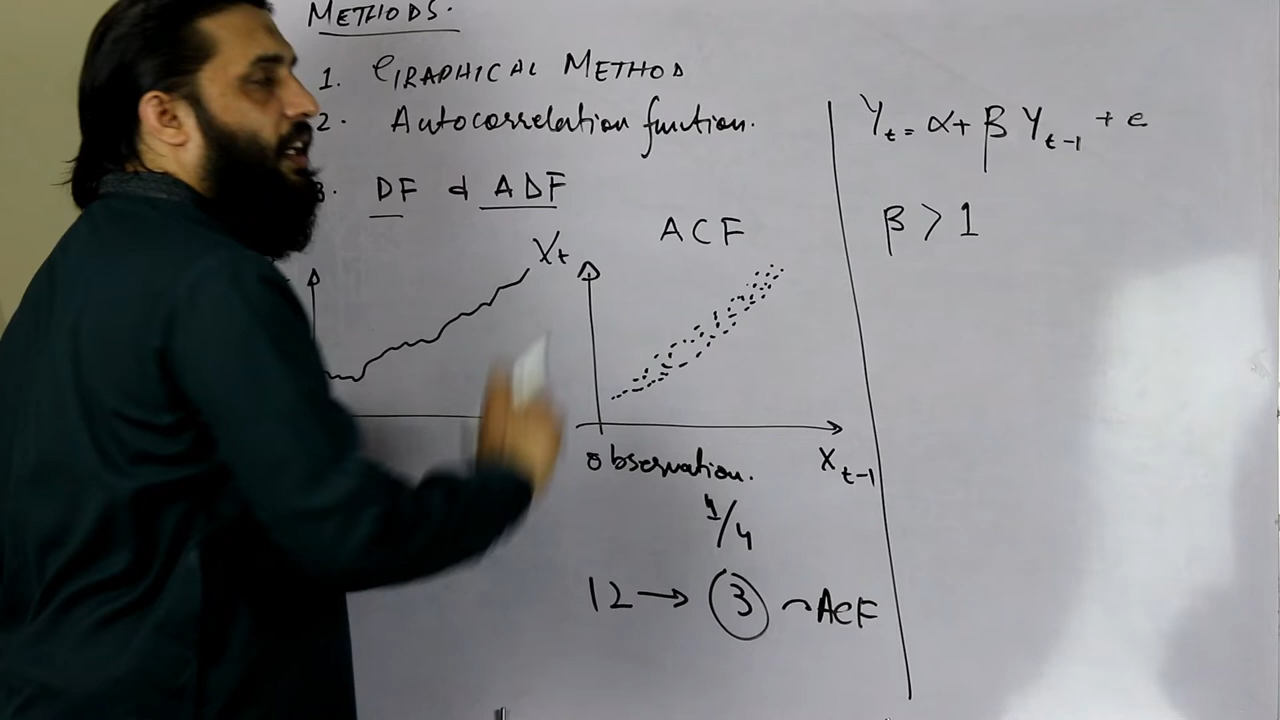 METHODS.
1. GRAPHICAL METHOD
2. Autocorrelation function.
3. DF & ADF
Xt
ACF
observation.
Xt-1
1/4
12 → 3 ACF
Yt = α + β Yt-1 + e
β > 1